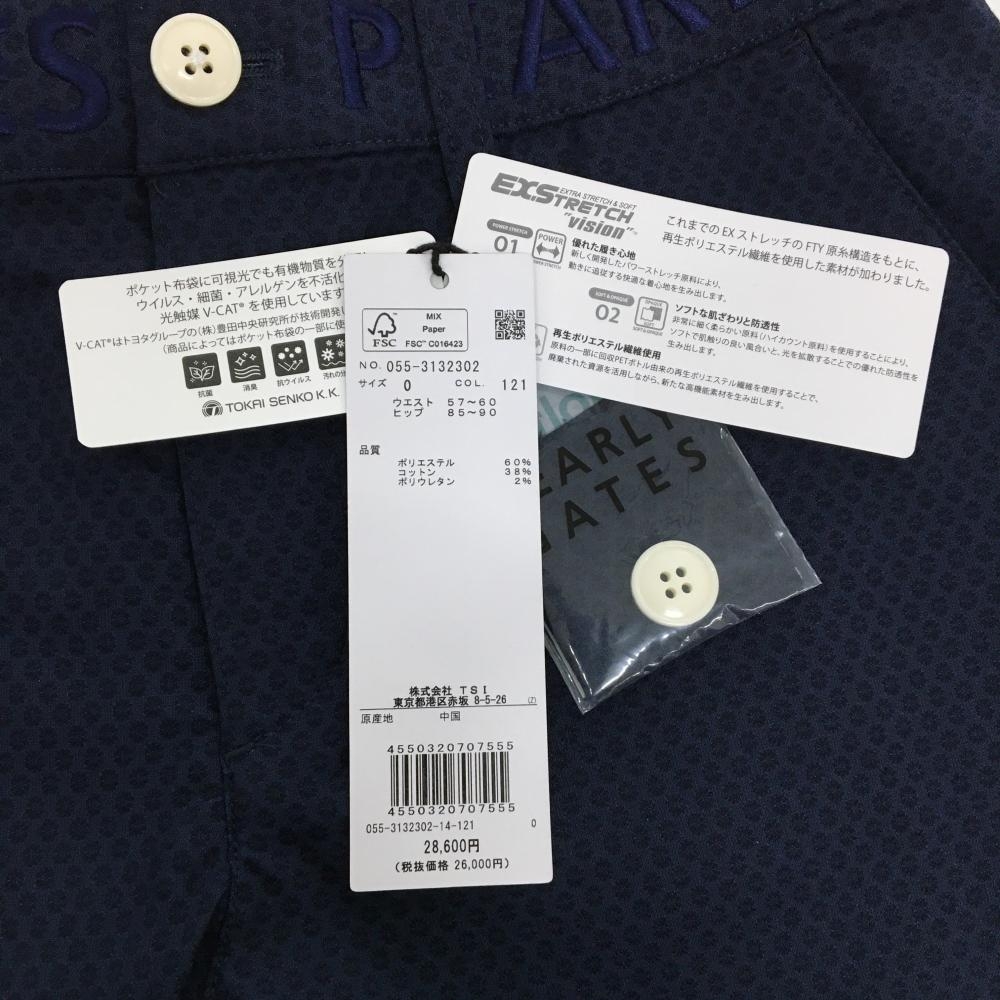 ES PEAR
ポケット布袋に可視光でも有機物質を分
ウイルス・細菌・アレルゲンを不活化
光触媒 V-CAT® を使用しています
V-CAT®はトヨタグループの(株)豊田中央研究所が技術開発
(商品によってはポケット布袋の一部に使
抗菌
消臭
抗ウイルス
汚れの分
TOKAI SENKO K.K.
FSC
MIX
Paper
FSC™ C016423
NO. 055-3132302
サイズ 0 COL. 121
ウエスト 57〜60
ヒップ 85〜90
品質
ポリエステル 60%
コットン 38%
ポリウレタン 2%
株式会社 TSI
東京都港区赤坂 8-5-26 (Z)
原産地 中国
4550320707555
4550320707555
055-3132302-14-121 0
28,600円
(税抜価格 26,000円)
EX.STRETCH
EXTRA STRETCH & SOFT
"vision"
これまでの EX ストレッチの FTY 原糸構造をもとに、
再生ポリエステル繊維を使用した素材が加わりました。
POWER STRETCH
01
POWER
POWER STRETCH
優れた履き心地
新しく開発したパワーストレッチ原料により、
動きに追従する快適な着心地を生み出します。
SOFT & OPAQUE
02
OPAQUE
SOFT
SOFT & OPAQUE
ソフトな肌ざわりと防透性
非常に細く柔らかい原料(ハイカウント原料)を使用することにより、
ソフトで肌触りの良い風合いと、光を拡散することでの優れた防透性を
生み出します。
再生ポリエステル繊維使用
原料の一部に回収PETボトル由来の再生ポリエステル繊維を使用することで、
廃棄された資源を活用しながら、新たな高機能素材を生み出します。
EARLY
GATES